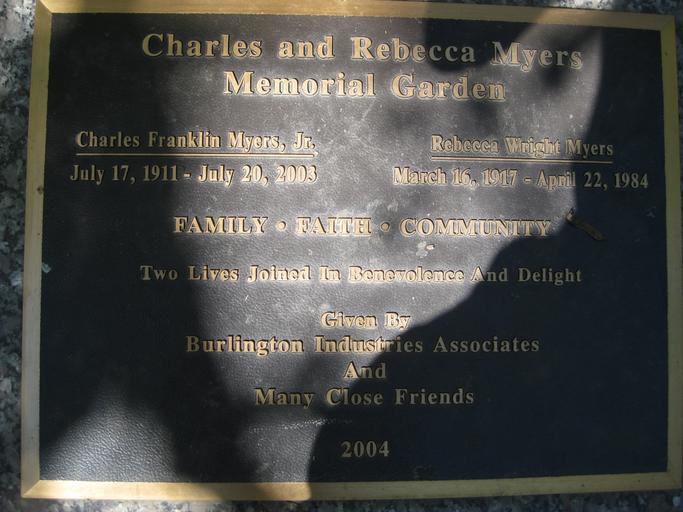 Charles and Rebecca Myers
Memorial Garden
Charles Franklin Myers, Jr. Rebecca Wright Myers
July 17, 1911 - July 20, 2003 March 16, 1917 - April 22, 1984
FAMILY • FAITH • COMMUNITY
Two Lives Joined In Benevolence And Delight
Given By
Burlington Industries Associates
And
Many Close Friends
2004